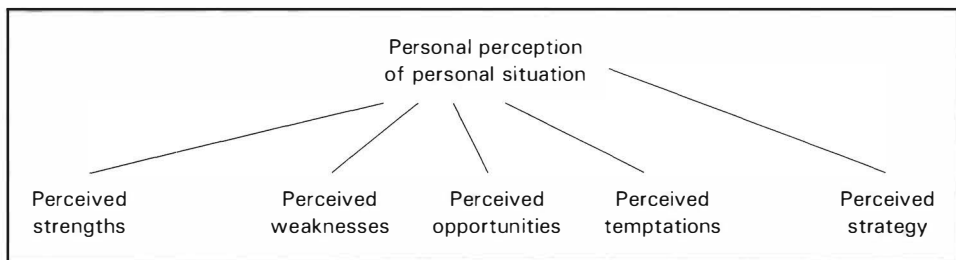 Personal perception
of personal situation
Perceived Perceived Perceived Perceived Perceived
strengths weaknesses opportunities temptations strategy